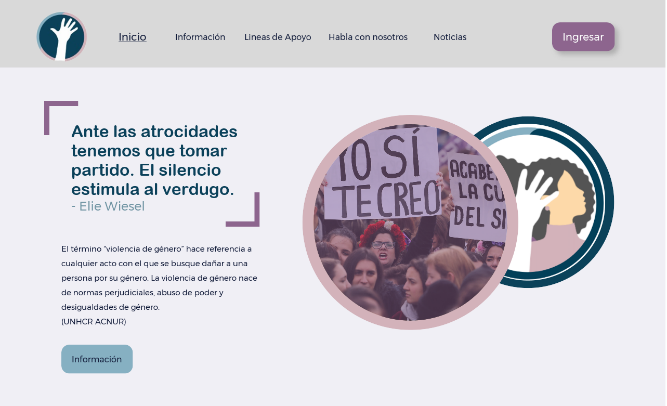 Inicio
Información
Lineas de Apoyo
Habla con nosotros
Noticias
Ingresar
Ante las atrocidades
tenemos que tomar
partido. El silencio
estimula al verdugo.
- Elie Wiesel
YO SÍ
TE CREO
ACABE
LA CU
DEL S
El término "violencia de género" hace referencia a
cualquier acto con el que se busque dañar a una
persona por su género. La violencia de género nace
de normas perjudiciales, abuso de poder y
desigualdades de género.
(UNHCR ACNUR)
Información